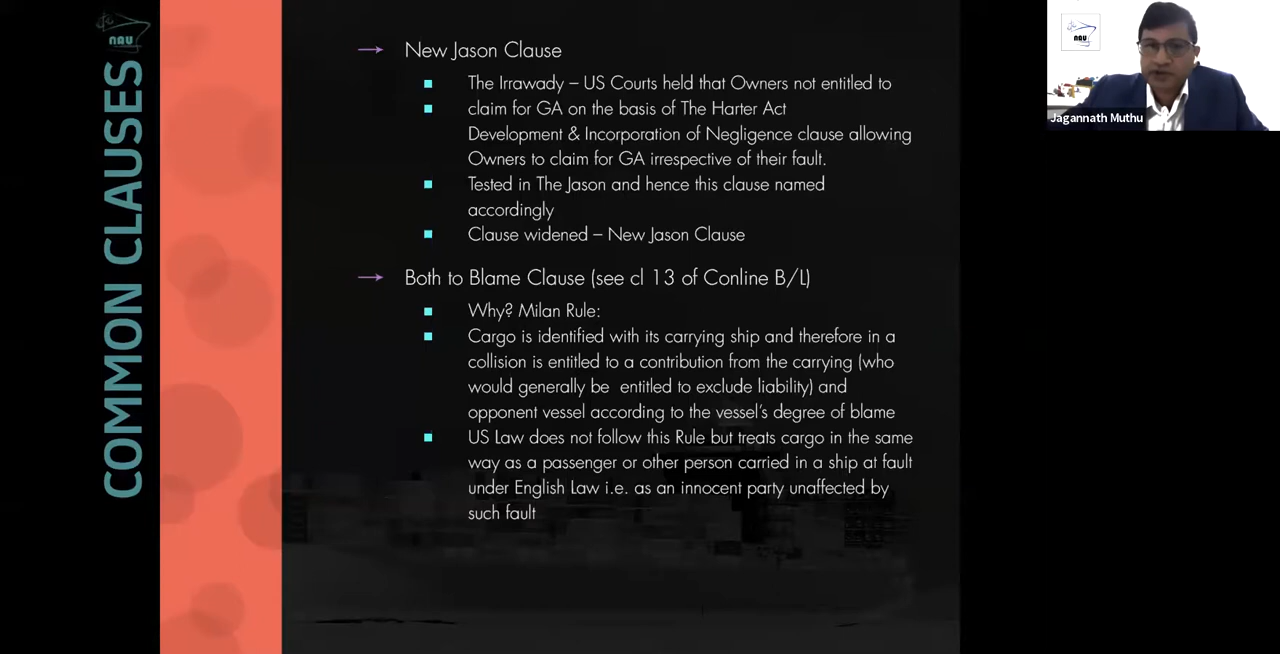 nau
COMMON CLAUSES
New Jason Clause
The Irrawady – US Courts held that Owners not entitled to
claim for GA on the basis of The Harter Act
Development & Incorporation of Negligence clause allowing
Owners to claim for GA irrespective of their fault.
Tested in The Jason and hence this clause named
accordingly
Clause widened – New Jason Clause
Both to Blame Clause (see cl 13 of Conline B/L)
Why? Milan Rule:
Cargo is identified with its carrying ship and therefore in a
collision is entitled to a contribution from the carrying (who
would generally be entitled to exclude liability) and
opponent vessel according to the vessel's degree of blame
US Law does not follow this Rule but treats cargo in the same
way as a passenger or other person carried in a ship at fault
under English Law i.e. as an innocent party unaffected by
such fault
nau
Jagannath Muthu